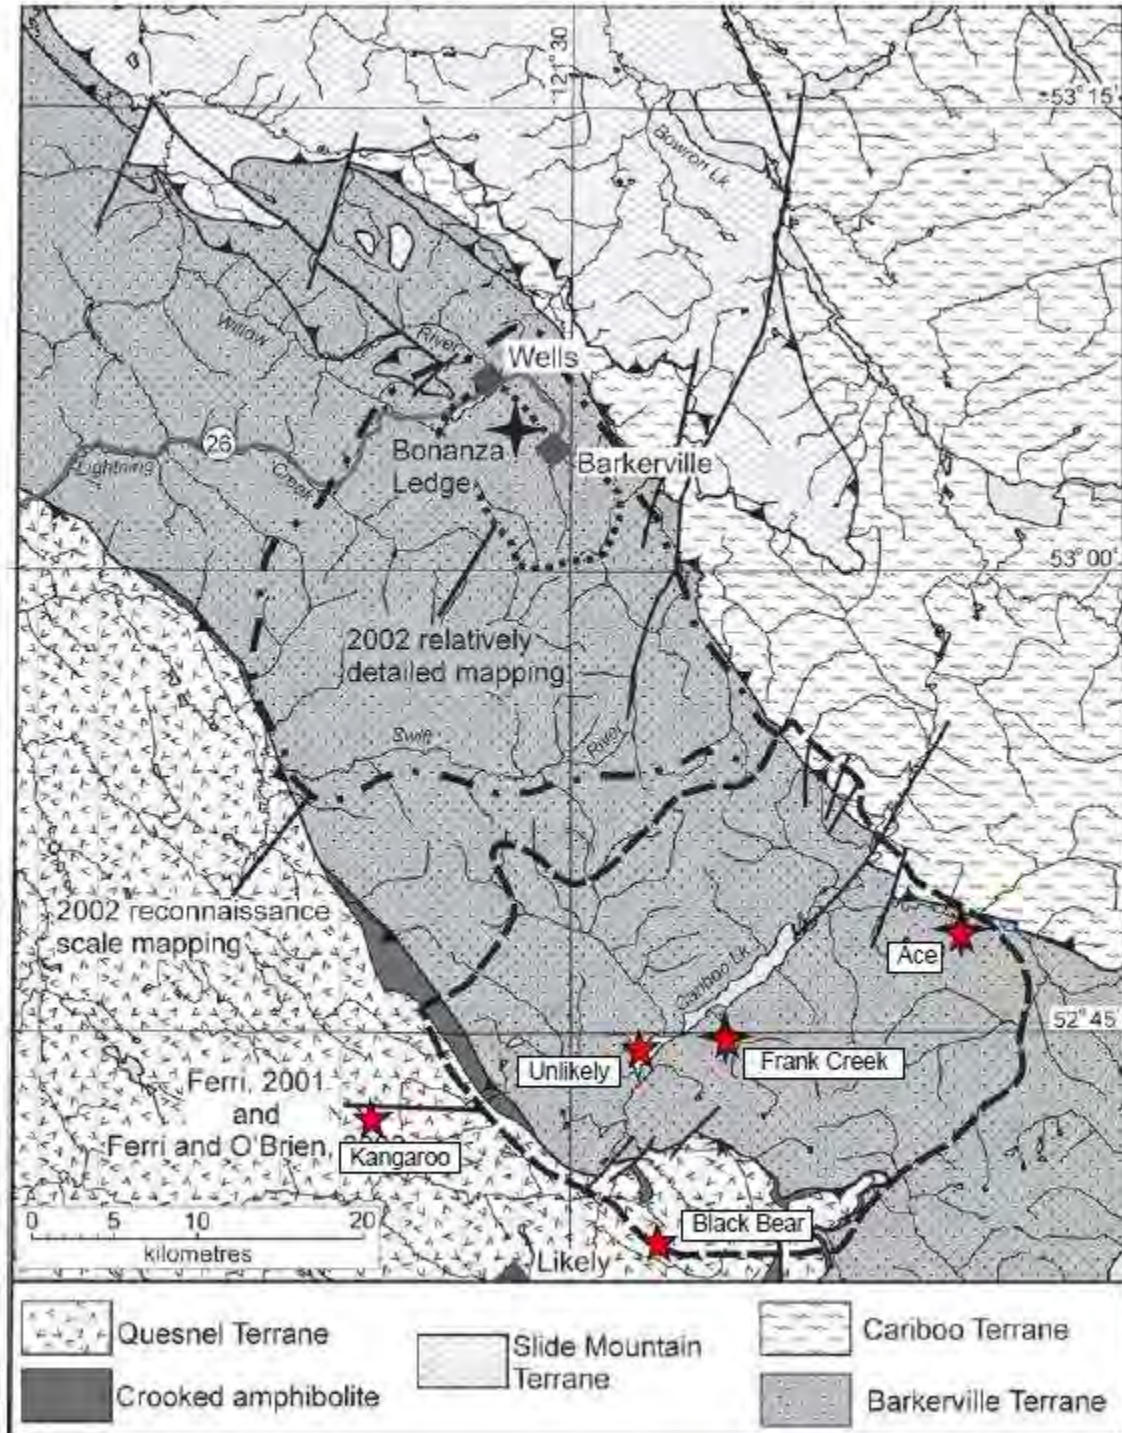 121° 30
53° 15'
Bowron Lk.
Willow
River
Wells
26
Lightning
Creek
Bonanza
Ledge
Barkerville
53° 00'
2002 relatively
detailed mapping
Swift
River
2002 reconnaissance
scale mapping
Ace
Cariboo Lk
52° 45'
Unlikely
Frank Creek
Ferri, 2001
and
Ferri and O'Brien,
Kangaroo
Black Bear
0 5 10 20
kilometres
Likely
Quesnel Terrane
Crooked amphibolite
Slide Mountain
Terrane
Cariboo Terrane
Barkerville Terrane